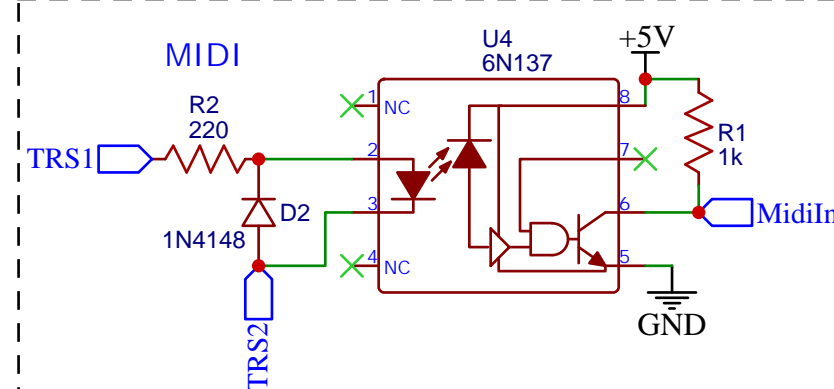 MIDI
U4
6N137
+5V
R2
220
1
NC
8
TRS1
2
7
R1
1k
3
6
D2
1N4148
MidiIn
4
NC
5
TRS2
GND